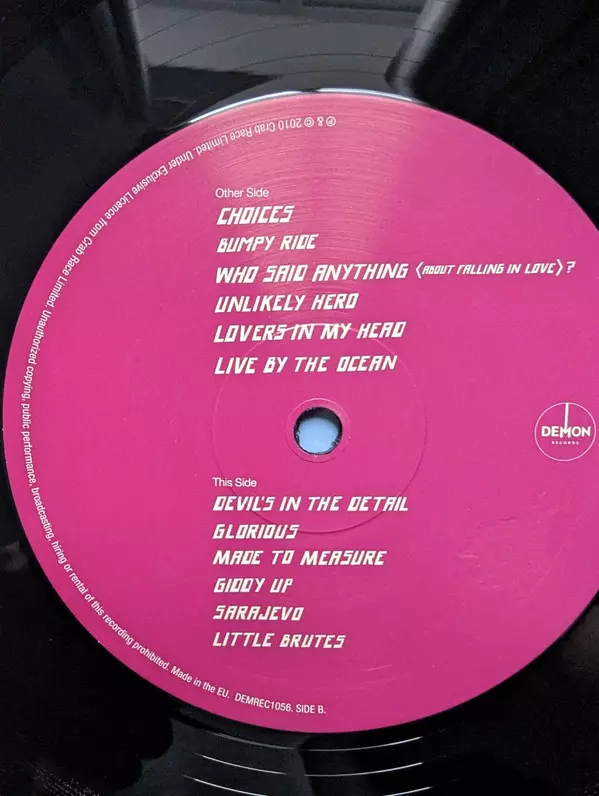 ℗ & © 2010 Crab Race Limited. Under Exclusive Licence from Crab Race Limited. Unauthorized copying, public performance, broadcasting, hiring or rental of this recording prohibited. Made in the EU. DEMREC1056. SIDE B.
Other Side
CHOICES
BUMPY RIDE
WHO SAID ANYTHING (ABOUT FALLING IN LOVE)?
UNLIKELY HERO
LOVERS IN MY HEAD
LIVE BY THE OCEAN
DEMON
RECORDS
This Side
DEVIL'S IN THE DETAIL
GLORIOUS
MADE TO MEASURE
GIDDY UP
SARAJEVO
LITTLE BRUTES